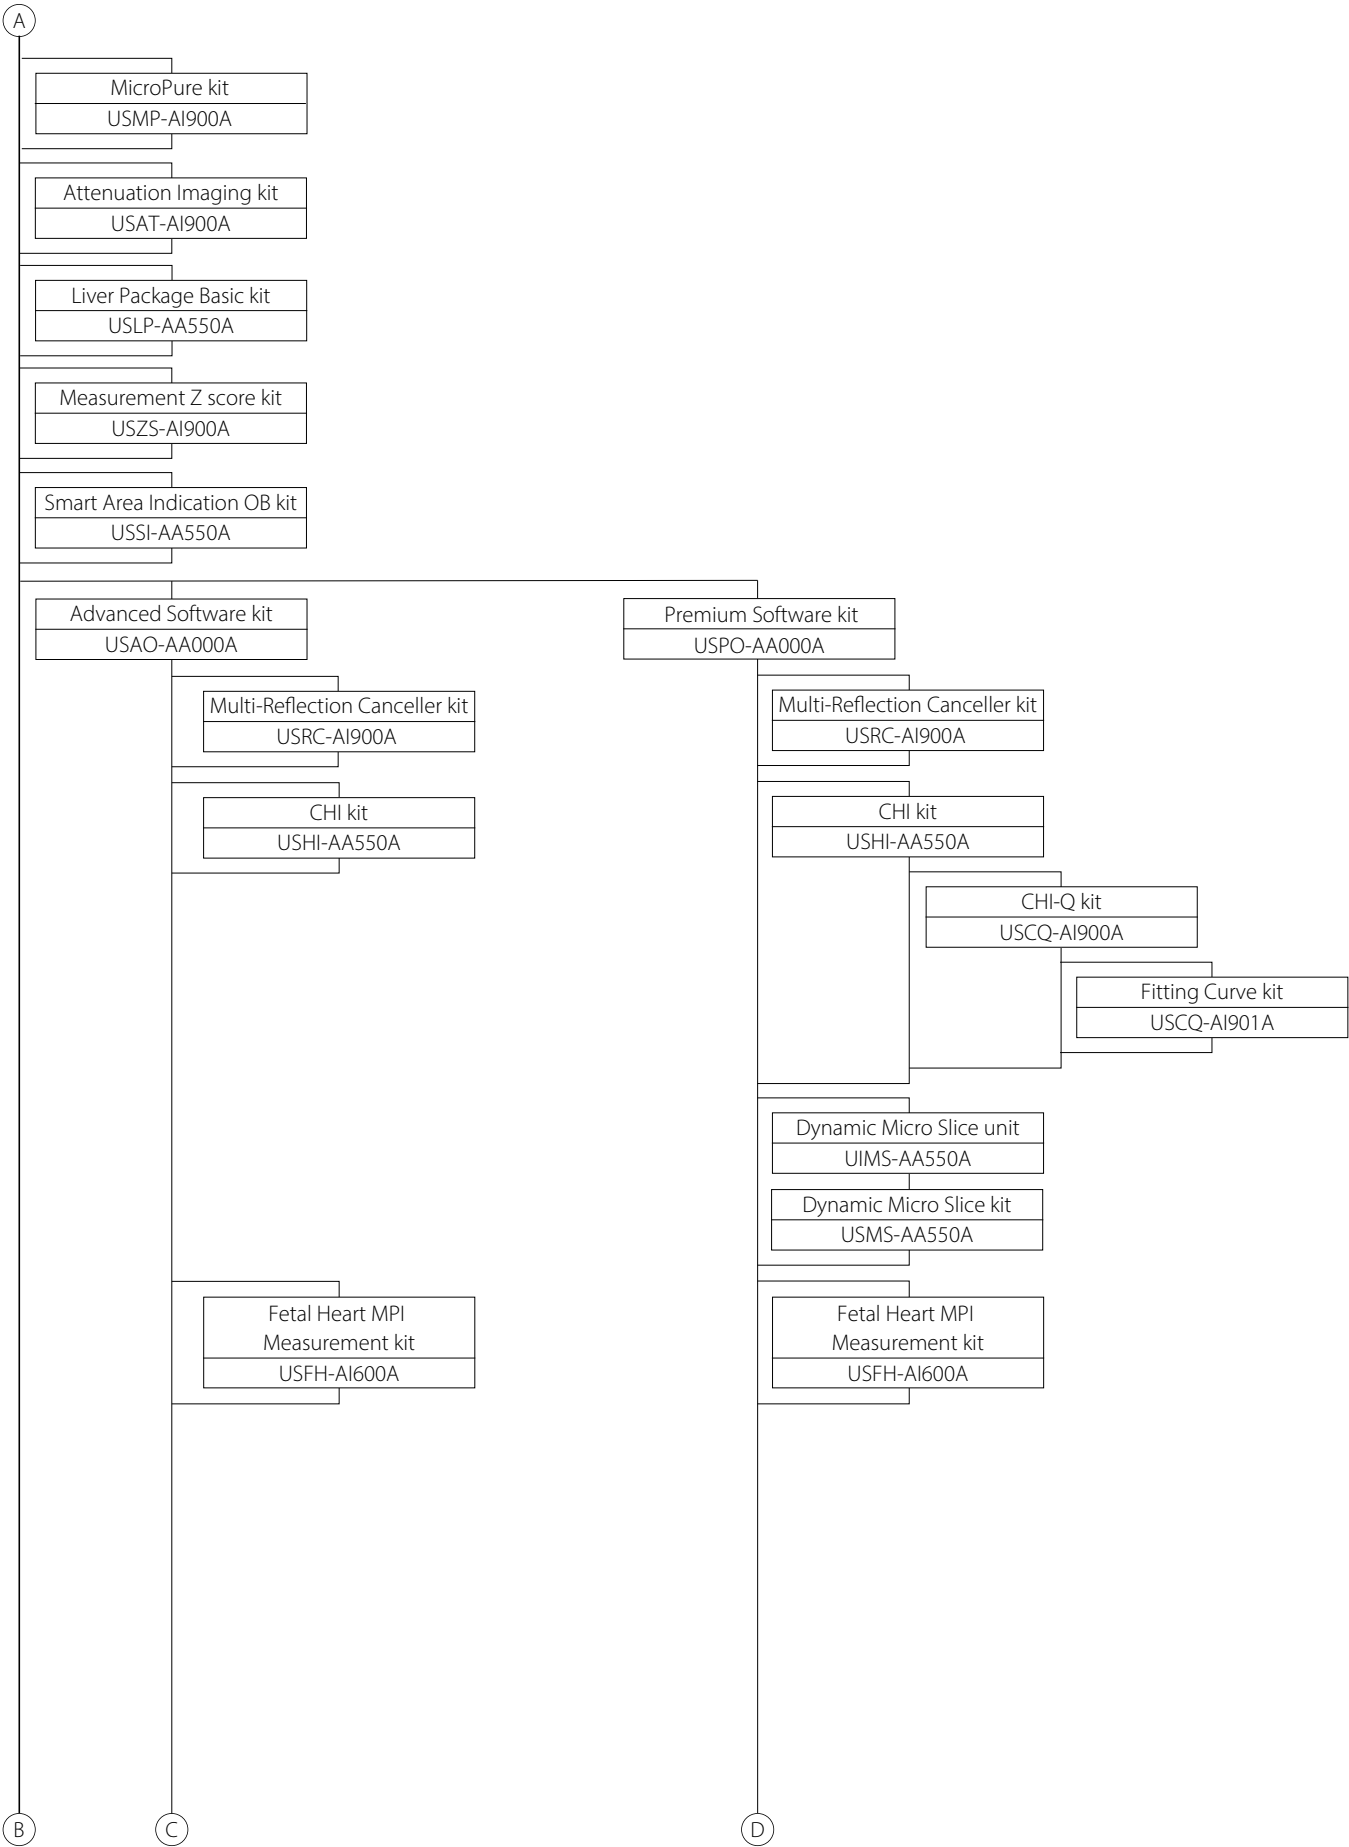 A
MicroPure kit
USMP-AI900A
Attenuation Imaging kit
USAT-AI900A
Liver Package Basic kit
USLP-AA550A
Measurement Z score kit
USZS-AI900A
Smart Area Indication OB kit
USSI-AA550A
Advanced Software kit
USAO-AA000A
Premium Software kit
USPO-AA000A
Multi-Reflection Canceller kit
USRC-AI900A
Multi-Reflection Canceller kit
USRC-AI900A
CHI kit
USHI-AA550A
CHI kit
USHI-AA550A
CHI-Q kit
USCQ-AI900A
Fitting Curve kit
USCQ-AI901A
Dynamic Micro Slice unit
UIMS-AA550A
Dynamic Micro Slice kit
USMS-AA550A
Fetal Heart MPI
Measurement kit
USFH-AI600A
Fetal Heart MPI
Measurement kit
USFH-AI600A
B
C
D